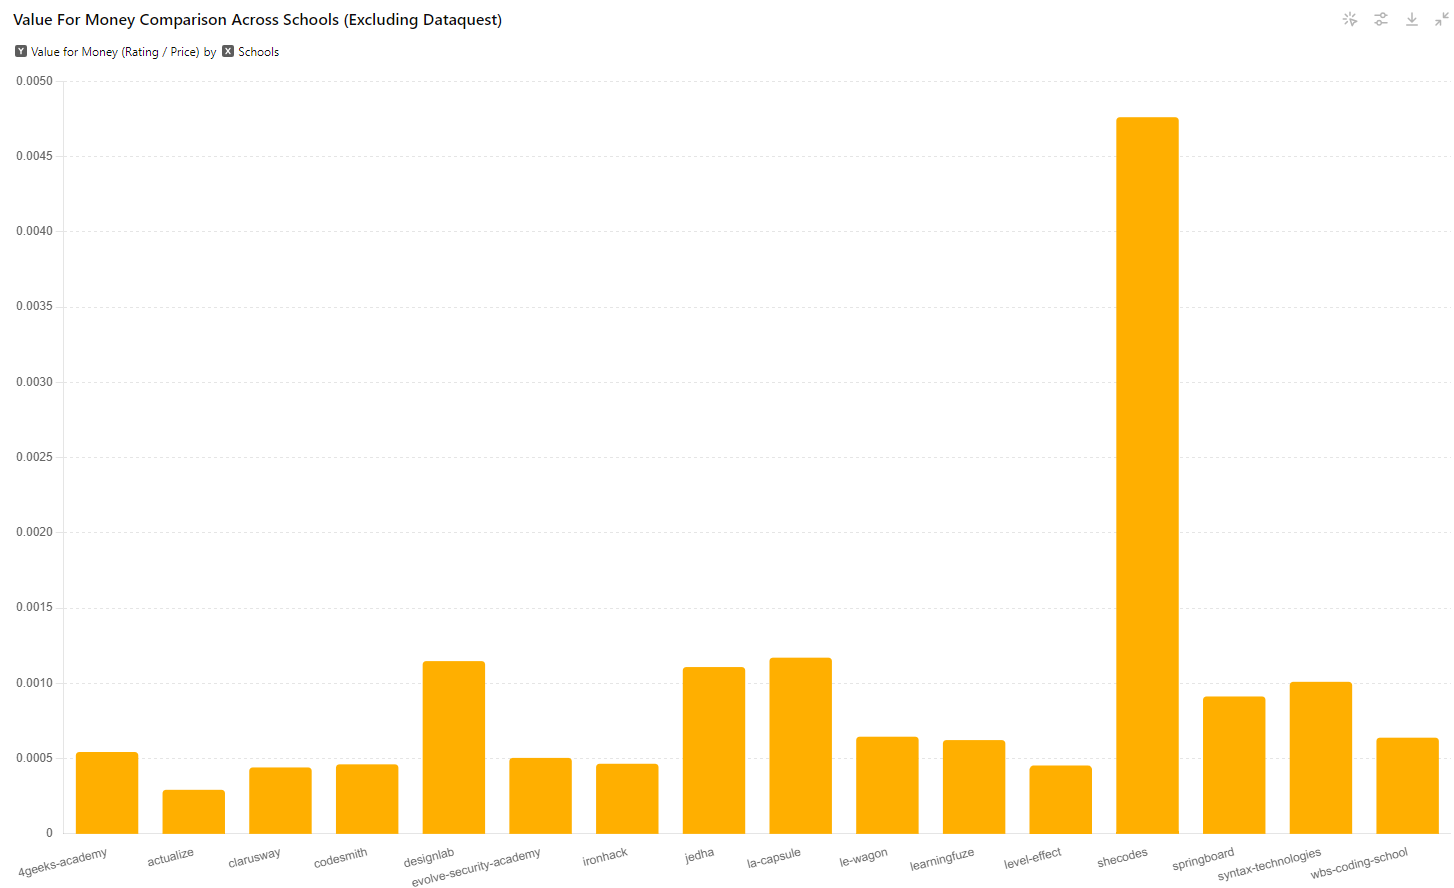 Value For Money Comparison Across Schools (Excluding Dataquest)
Y Value for Money (Rating / Price) by X Schools
0.0050
0.0045
0.0040
0.0035
0.0030
0.0025
0.0020
0.0015
0.0010
0.0005
0
4geeks-academy
actualize
clarusway
codesmith
designlab
evolve-security-academy
ironhack
jedha
la-capsule
le-wagon
learningfuze
level-effect
shecodes
springboard
syntax-technologies
wbs-coding-school